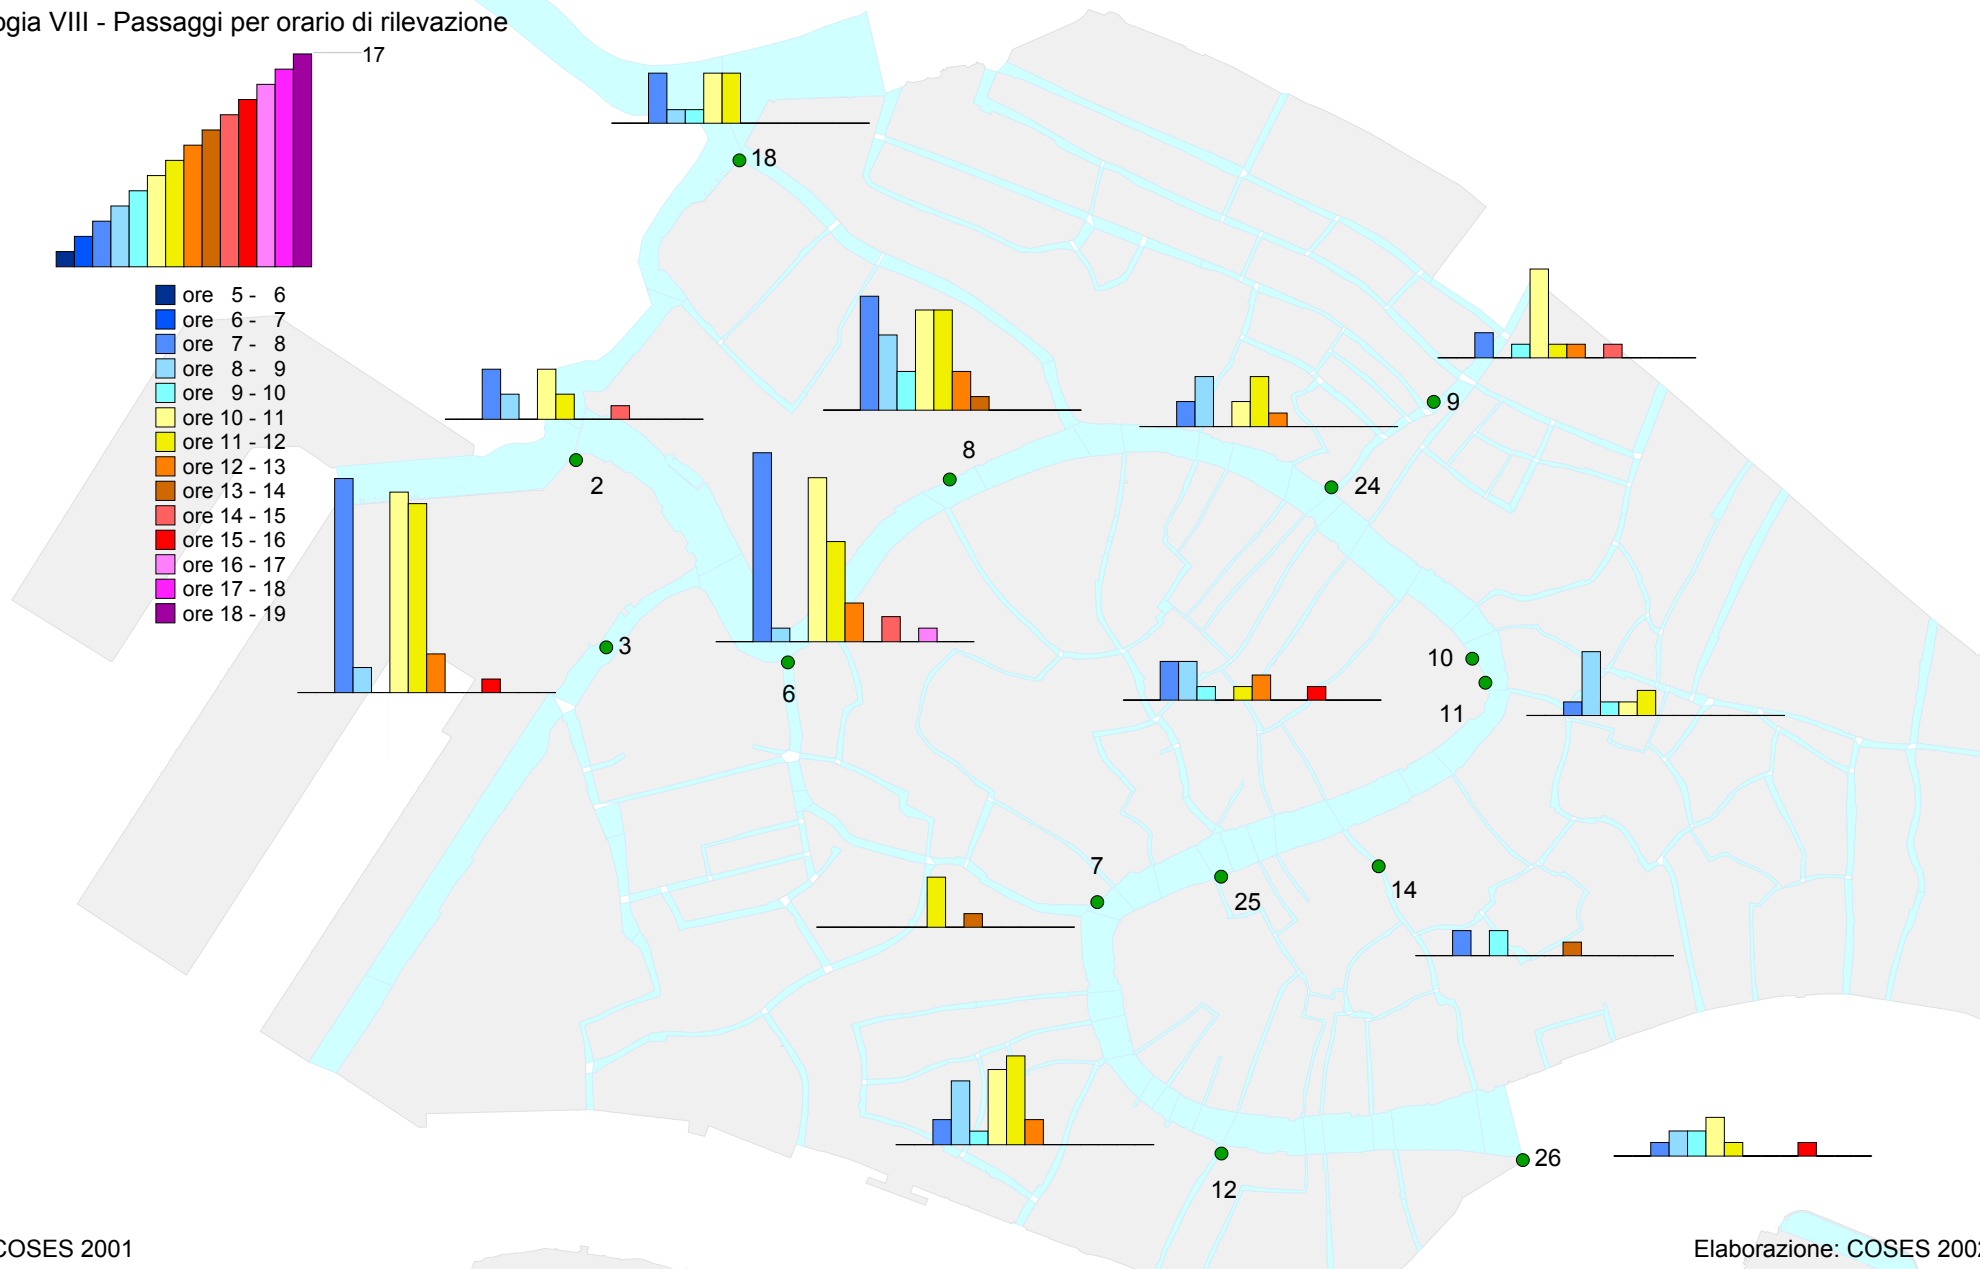 ogia VIII - Passaggi per orario di rilevazione
17
ore 5 - 6
ore 6 - 7
ore 7 - 8
ore 8 - 9
ore 9 - 10
ore 10 - 11
ore 11 - 12
ore 12 - 13
ore 13 - 14
ore 14 - 15
ore 15 - 16
ore 16 - 17
ore 17 - 18
ore 18 - 19
18
9
8
2
24
3
10
6
11
7
25
14
26
12
COSES 2001
Elaborazione: COSES 2002